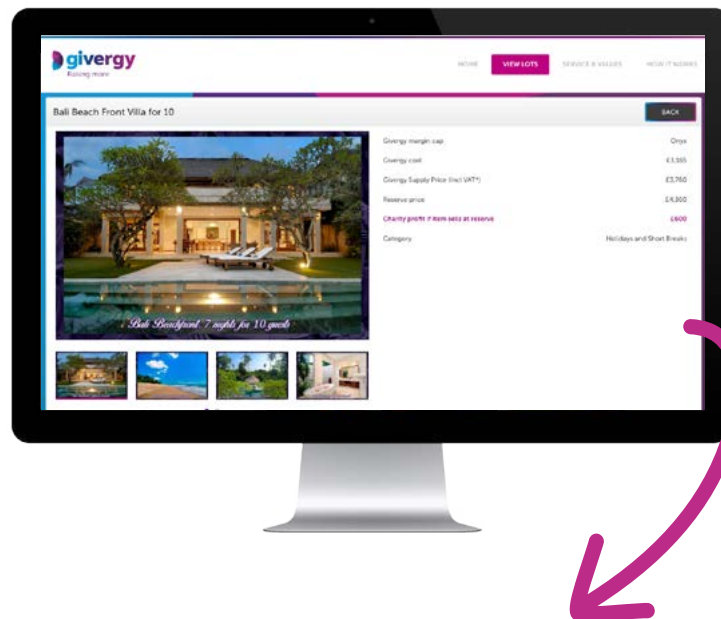 givergy
Raising more
HOME VIEW LOTS SERVICE & VALUES HOW IT WORKS
Bali Beach Front Villa for 10
BACK
Givergy margin cap Onyx
Givergy cost
Givergy Supply Price (incl VAT*) £3,760
Reserve price
Charity profit if item sells at reserve £600
Category Holidays and Short Breaks
Bali Beachfront 7 nights for 10 guests